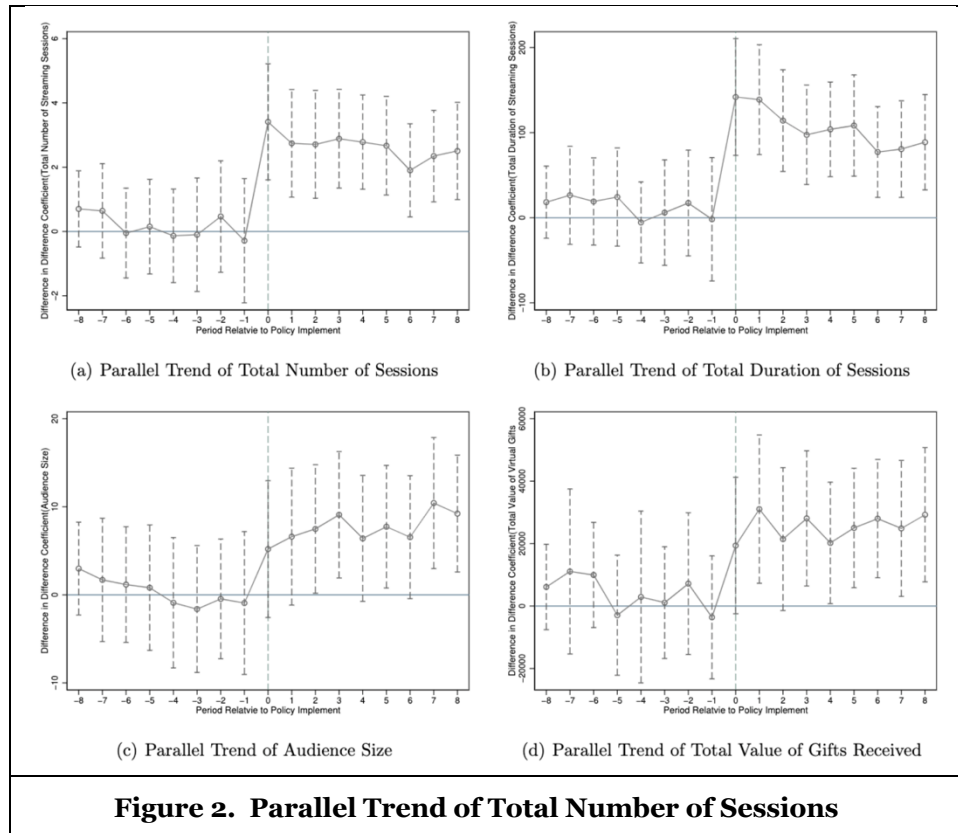 Difference in Difference Coefficient(Total Number of Streaming Sessions)
6
4
2
0
-2
-8 -7 -6 -5 -4 -3 -2 -1 0 1 2 3 4 5 6 7 8
Period Relatvie to Policy Implement
(a) Parallel Trend of Total Number of Sessions
Difference in Difference Coefficient(Total Duration of Streaming Sessions)
200
100
0
-100
-8 -7 -6 -5 -4 -3 -2 -1 0 1 2 3 4 5 6 7 8
Period Relatvie to Policy Implement
(b) Parallel Trend of Total Duration of Sessions
Difference in Difference Coefficient(Audience Size)
20
10
0
-10
-8 -7 -6 -5 -4 -3 -2 -1 0 1 2 3 4 5 6 7 8
Period Relatvie to Policy Implement
(c) Parallel Trend of Audience Size
Difference in Difference Coefficient(Total Value of Virtual Gifts)
60000
40000
20000
0
-20000
-8 -7 -6 -5 -4 -3 -2 -1 0 1 2 3 4 5 6 7 8
Period Relatvie to Policy Implement
(d) Parallel Trend of Total Value of Gifts Received
Figure 2. Parallel Trend of Total Number of Sessions